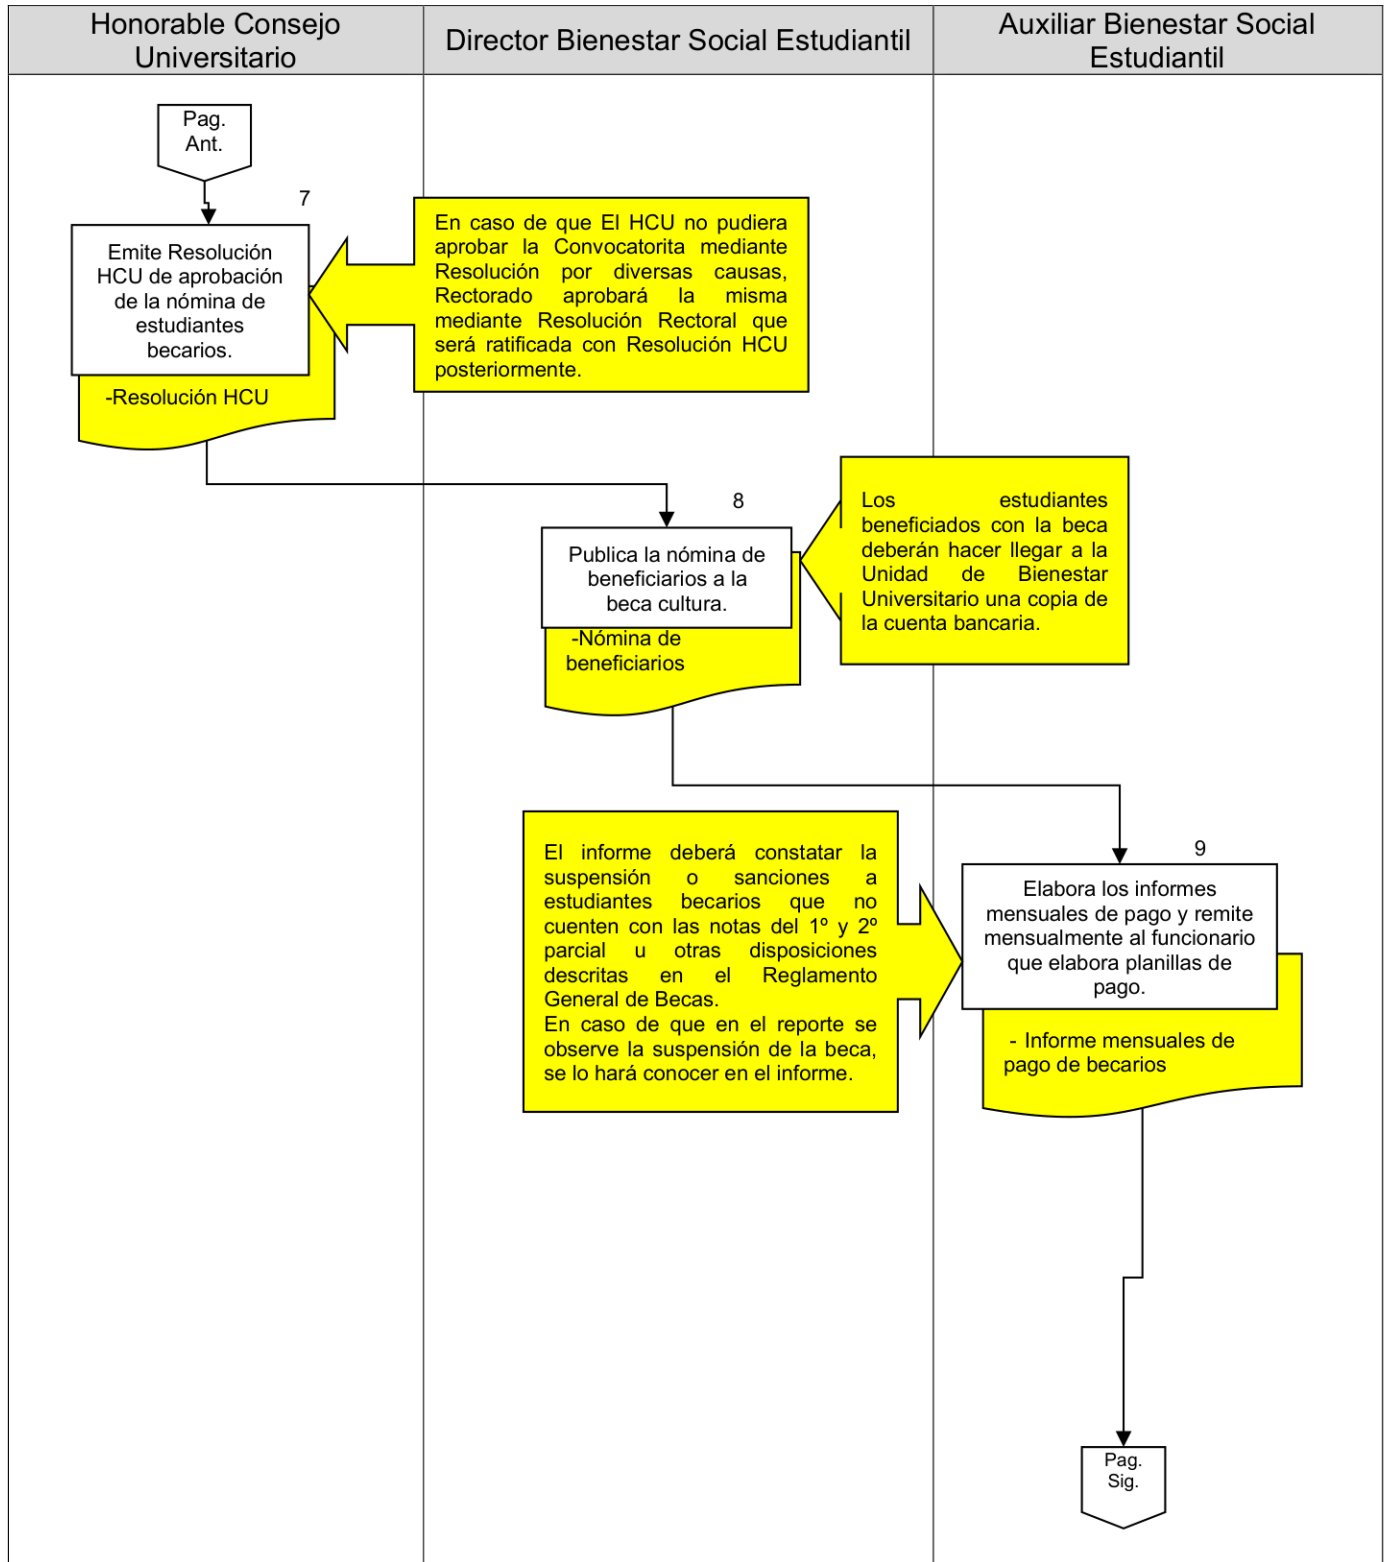 Honorable Consejo
Universitario
Director Bienestar Social Estudiantil
Auxiliar Bienestar Social
Estudiantil
Pag.
Ant.
7
Emite Resolución
HCU de aprobación
de la nómina de
estudiantes
becarios.
-Resolución HCU
En caso de que El HCU no pudiera
aprobar la Convocatorita mediante
Resolución por diversas causas,
Rectorado aprobará la misma
mediante Resolución Rectoral que
será ratificada con Resolución HCU
posteriormente.
8
Publica la nómina de
beneficiarios a la
beca cultura.
-Nómina de
beneficiarios
Los estudiantes
beneficiados con la beca
deberán hacer llegar a la
Unidad de Bienestar
Universitario una copia de
la cuenta bancaria.
El informe deberá constatar la
suspensión o sanciones a
estudiantes becarios que no
cuenten con las notas del 1º y 2º
parcial u otras disposiciones
descritas en el Reglamento
General de Becas.
En caso de que en el reporte se
observe la suspensión de la beca,
se lo hará conocer en el informe.
9
Elabora los informes
mensuales de pago y remite
mensualmente al funcionario
que elabora planillas de
pago.
- Informe mensuales de
pago de becarios
Pag.
Sig.